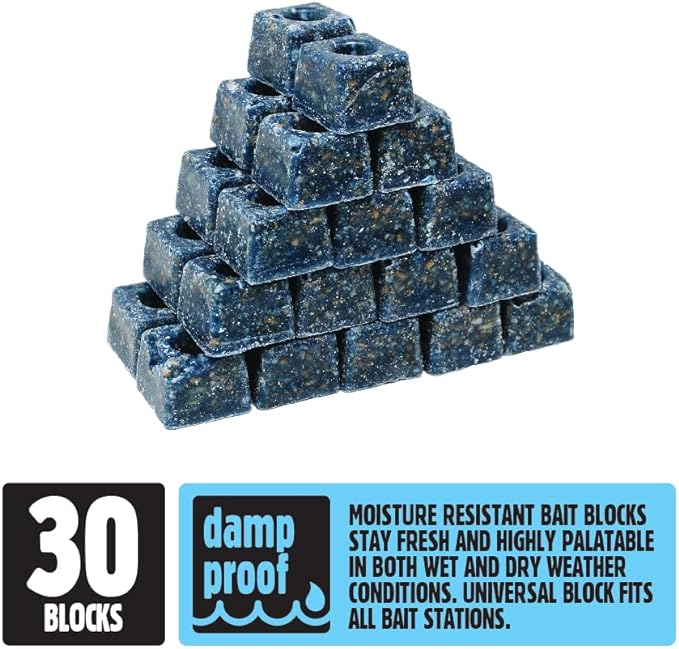 30
BLOCKS
damp
proof
MOISTURE RESISTANT BAIT BLOCKS
STAY FRESH AND HIGHLY PALATABLE
IN BOTH WET AND DRY WEATHER
CONDITIONS. UNIVERSAL BLOCK FITS
ALL BAIT STATIONS.